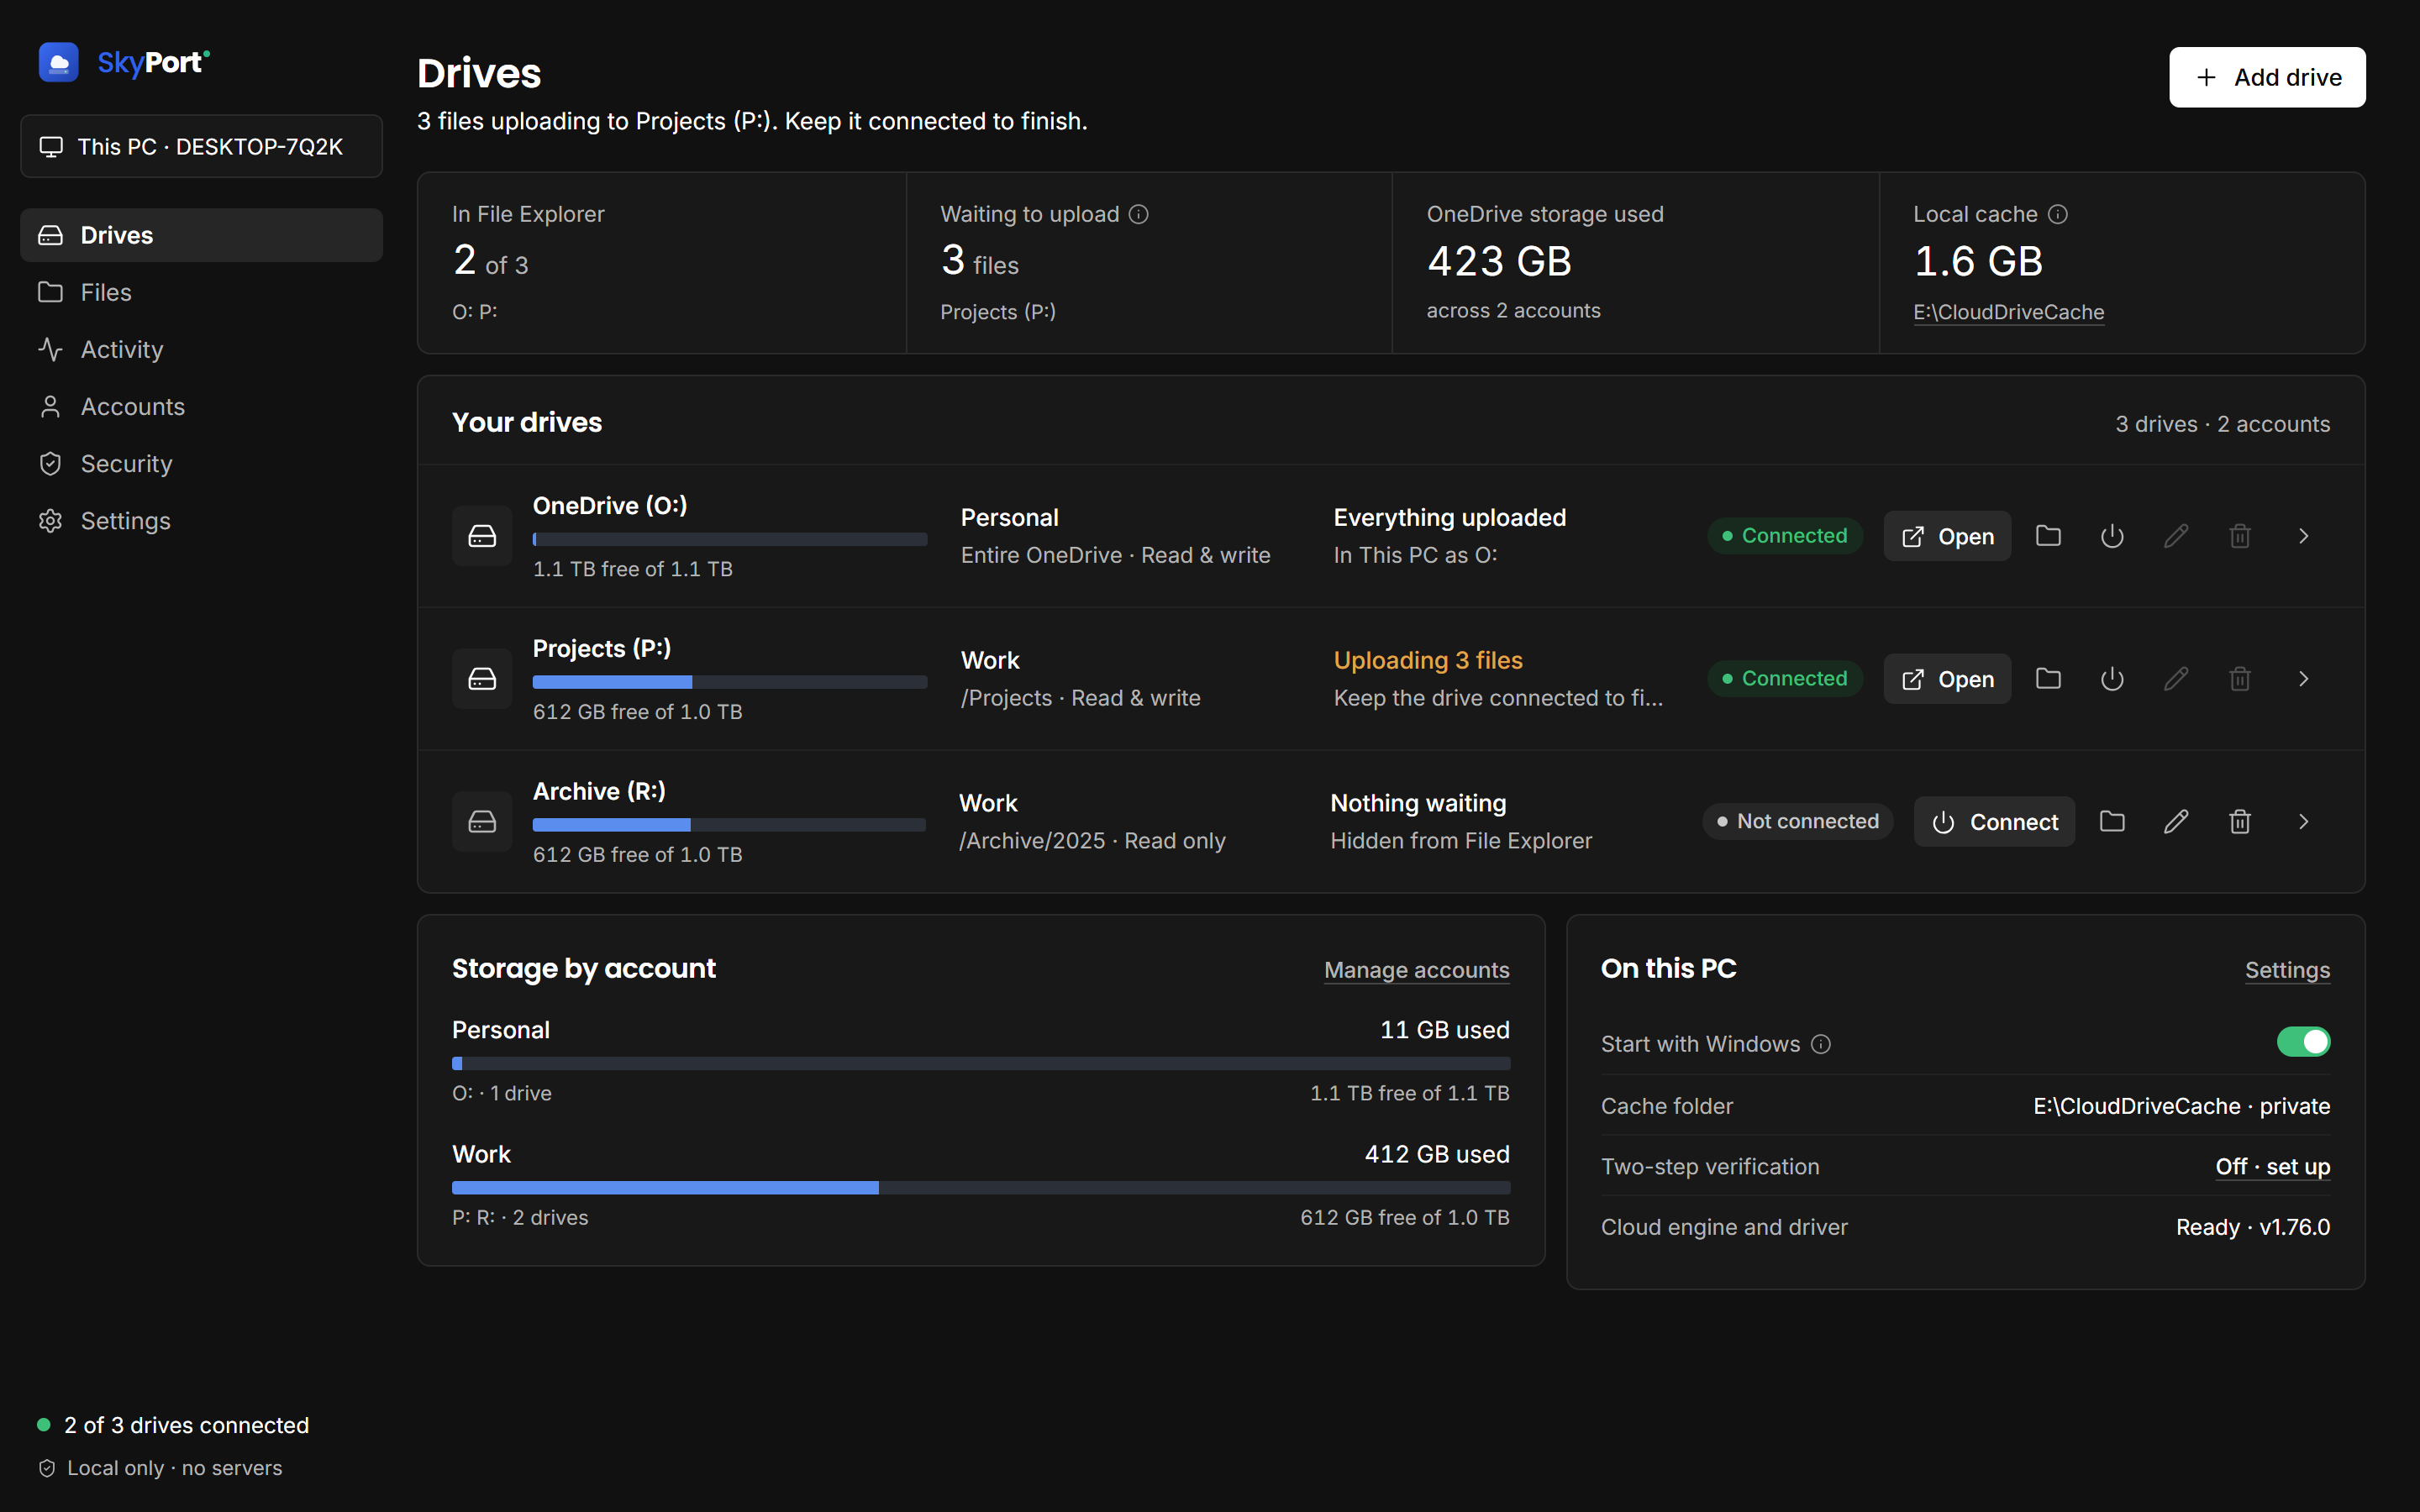 SkyPort
This PC · DESKTOP-7Q2K
Drives
Files
Activity
Accounts
Security
Settings
2 of 3 drives connected
Local only · no servers
Drives
3 files uploading to Projects (P:). Keep it connected to finish.
Add drive
In File Explorer
2 of 3
O: P:
Waiting to upload
3 files
Projects (P:)
OneDrive storage used
423 GB
across 2 accounts
Local cache
1.6 GB
E:\CloudDriveCache
Your drives
3 drives · 2 accounts
OneDrive (O:)
1.1 TB free of 1.1 TB
Personal
Entire OneDrive · Read & write
Everything uploaded
In This PC as O:
Connected
Open
Projects (P:)
612 GB free of 1.0 TB
Work
/Projects · Read & write
Uploading 3 files
Keep the drive connected to fi...
Connected
Open
Archive (R:)
612 GB free of 1.0 TB
Work
/Archive/2025 · Read only
Nothing waiting
Hidden from File Explorer
Not connected
Connect
Storage by account
Manage accounts
Personal
11 GB used
O: · 1 drive
1.1 TB free of 1.1 TB
Work
412 GB used
P: R: · 2 drives
612 GB free of 1.0 TB
On this PC
Settings
Start with Windows
Cache folder
E:\CloudDriveCache · private
Two-step verification
Off · set up
Cloud engine and driver
Ready · v1.76.0